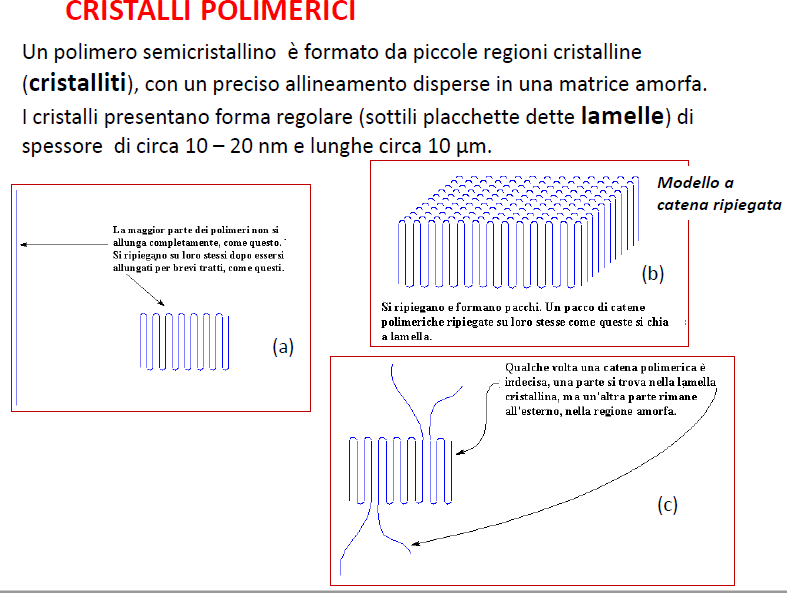 CRISTALLI POLIMERICI
Un polimero semicristallino è formato da piccole regioni cristalline
(cristalliti), con un preciso allineamento disperse in una matrice amorfa.
I cristalli presentano forma regolare (sottili placchette dette lamelle) di
spessore di circa 10 – 20 nm e lunghe circa 10 μm.
Modello a
catena ripiegata
La maggior parte dei polimeri non si
allunga completamente, come questo.
Si ripiegano su loro stessi dopo essersi
allungati per brevi tratti, come questi.
(a)
(b)
Si ripiegano e formano pacchi. Un pacco di catene
polimeriche ripiegate su loro stesse come queste si chia
a lamella.
Qualche volta una catena polimerica è
indecisa, una parte si trova nella lamella
cristallina, ma un'altra parte rimane
all'esterno, nella regione amorfa.
(c)